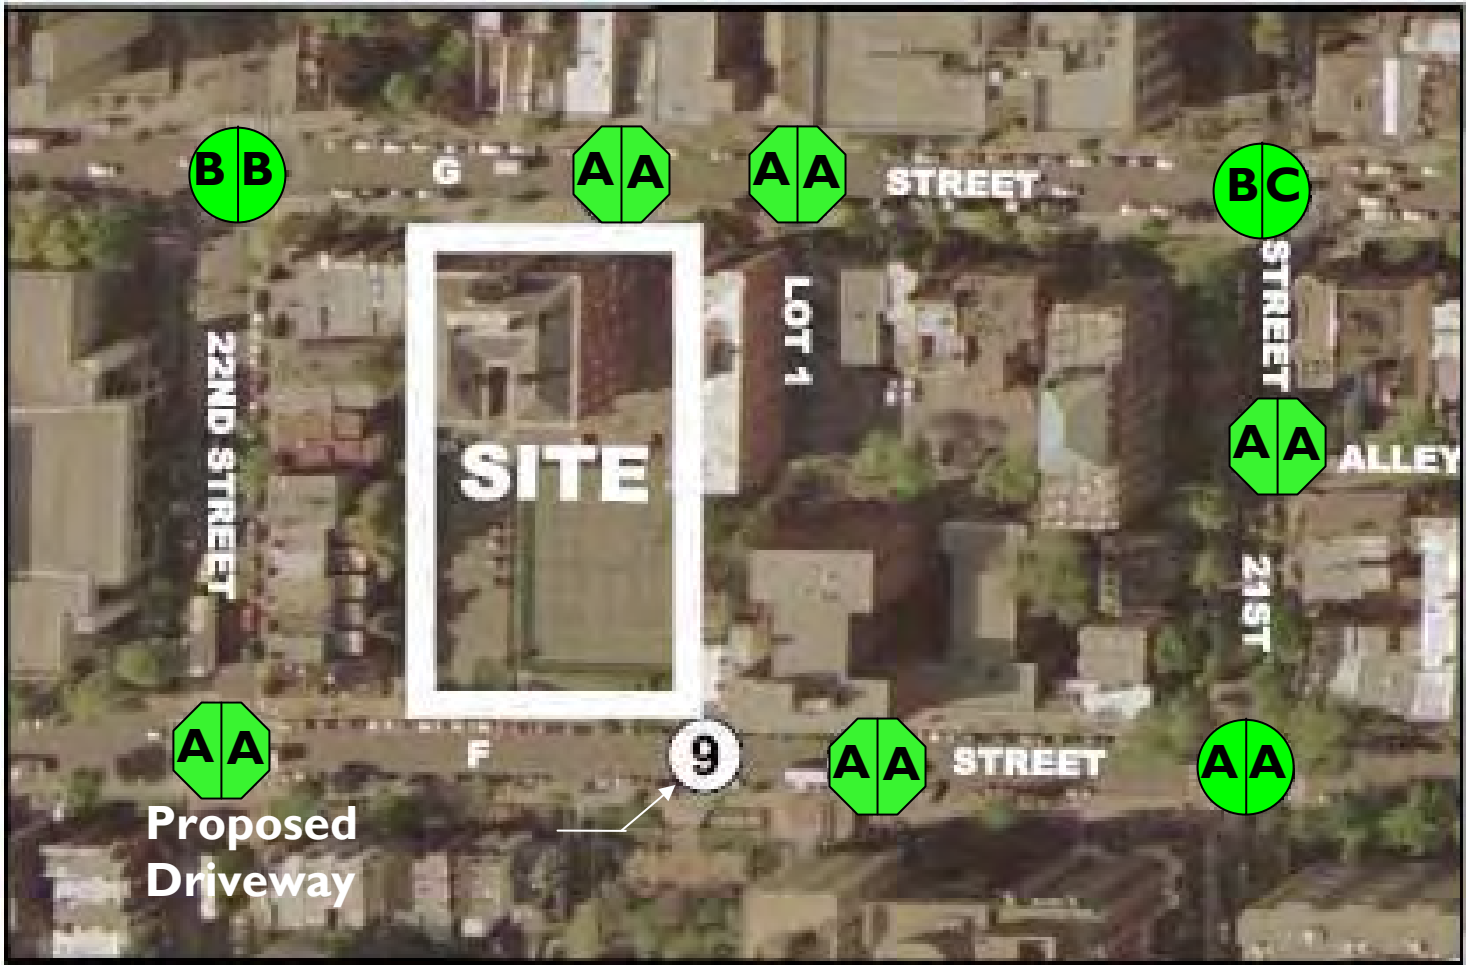 B B
G
A A
A A
STREET
B C
STREET
LOT 1
22ND STREET
SITE
A A
ALLEY
21ST
A A
F
9
A A
STREET
A A
Proposed
Driveway